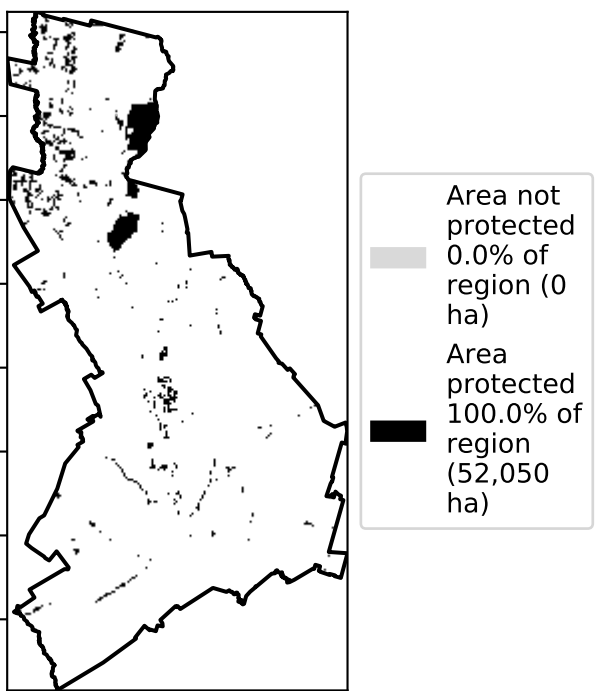 Area not
protected
0.0% of
region (0
ha)
Area
protected
100.0% of
region
(52,050
ha)